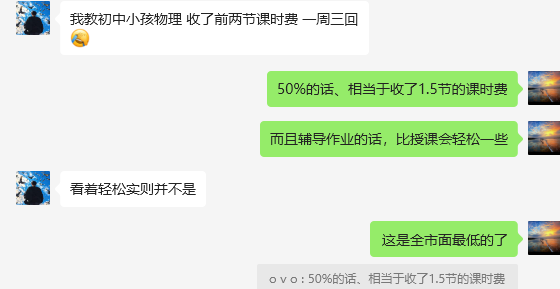 我教初中小孩物理 收了前两节课时费 一周三回
50%的话、相当于收了1.5节的课时费
而且辅导作业的话，比授课会轻松一些
看着轻松实则并不是
这是全市面最低的了
o v o : 50%的话、相当于收了1.5节的课时费